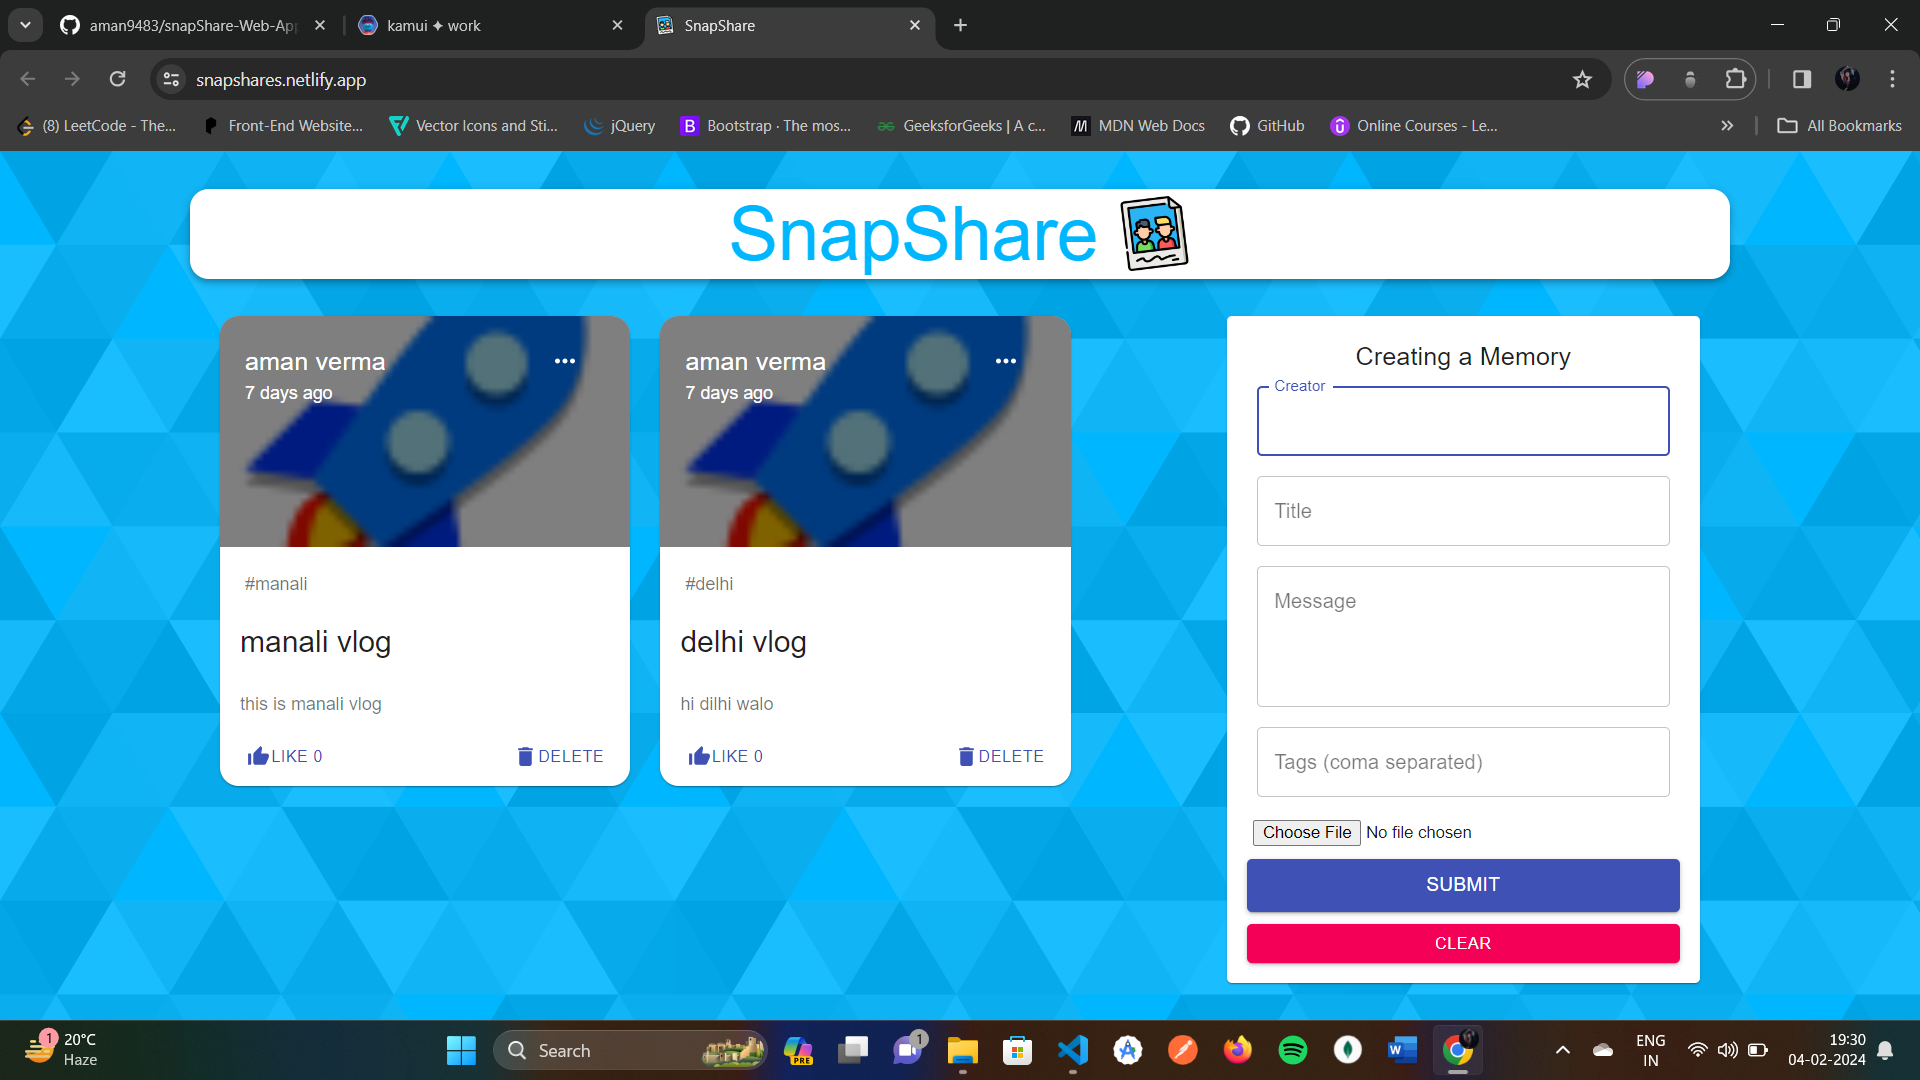 aman9483/snapShare-Web-App
kamui ✦ work
SnapShare
snapshares.netlify.app
(8) LeetCode - The...
Front-End Website...
Vector Icons and Sti...
jQuery
Bootstrap · The mos...
GeeksforGeeks | A c...
MDN Web Docs
GitHub
Online Courses - Le...
All Bookmarks
SnapShare
aman verma
7 days ago
#manali
manali vlog
this is manali vlog
LIKE 0
DELETE
aman verma
7 days ago
#delhi
delhi vlog
hi dilhi walo
LIKE 0
DELETE
Creating a Memory
Creator
Title
Message
Tags (coma separated)
Choose File No file chosen
SUBMIT
CLEAR
1
20°C
Haze
Search
PRE
1
ENG
IN
19:30
04-02-2024